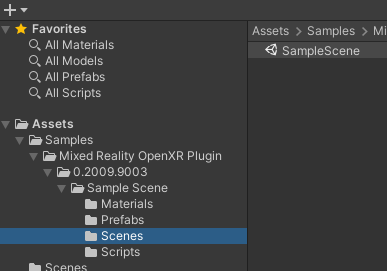 Favorites
All Materials
All Models
All Prefabs
All Scripts
Assets
Samples
Mixed Reality OpenXR Plugin
0.2009.9003
Sample Scene
Materials
Prefabs
Scenes
Scripts
Scenes
Assets > Samples > Mi
SampleScene